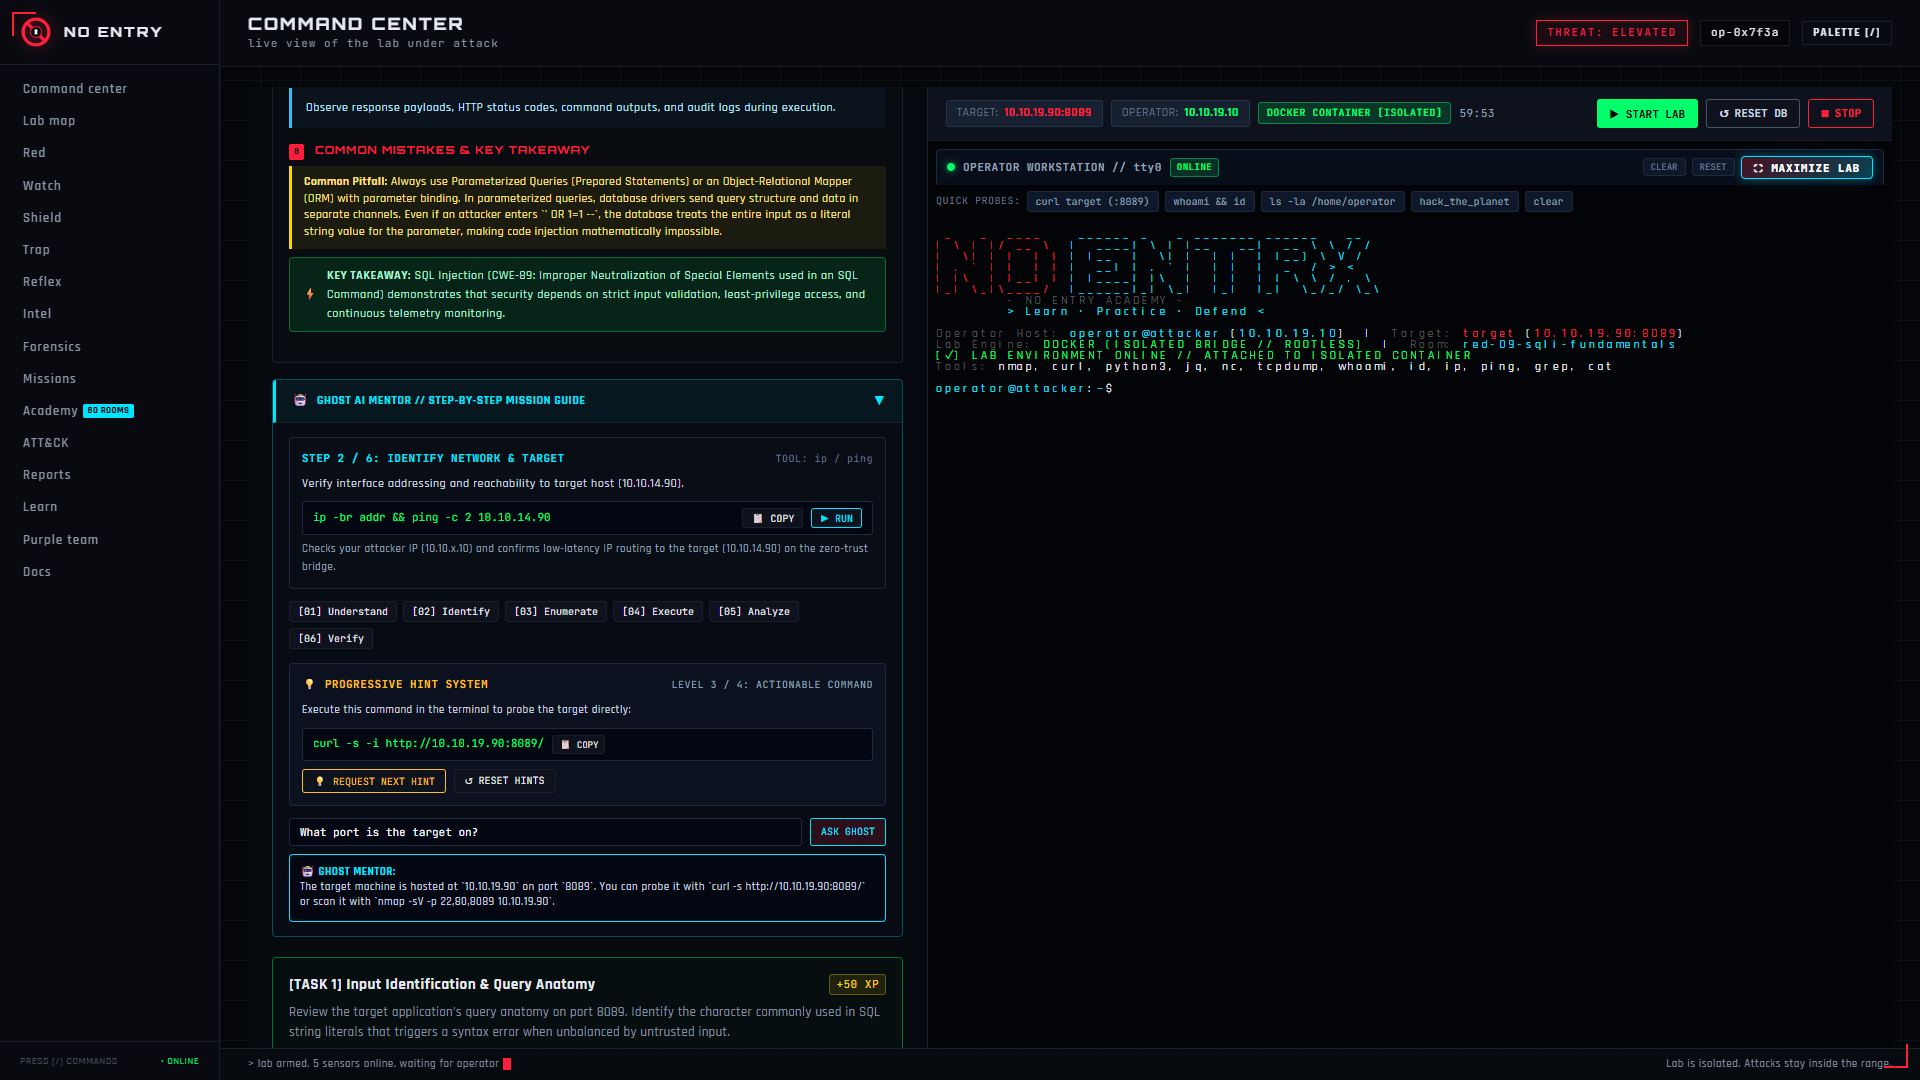 NO ENTRY
COMMAND CENTER
live view of the lab under attack
THREAT: ELEVATED
op-0x7f3a
PALETTE [/]
Command center
Lab map
Red
Watch
Shield
Trap
Reflex
Intel
Forensics
Missions
Academy 60 ROOMS
ATT&CK
Reports
Learn
Purple team
Docs
PRESS [/] COMMANDS
• ONLINE
Observe response payloads, HTTP status codes, command outputs, and audit logs during execution.
8 COMMON MISTAKES & KEY TAKEAWAY
Common Pitfall: Always use Parameterized Queries (Prepared Statements) or an Object-Relational Mapper
(ORM) with parameter binding. In parameterized queries, database drivers send query structure and data in
separate channels. Even if an attacker enters `' OR 1=1 --`, the database treats the entire input as a literal
string value for the parameter, making code injection mathematically impossible.
KEY TAKEAWAY: SQL Injection (CWE-89: Improper Neutralization of Special Elements used in an SQL
Command) demonstrates that security depends on strict input validation, least-privilege access, and
continuous telemetry monitoring.
GHOST AI MENTOR // STEP-BY-STEP MISSION GUIDE
STEP 2 / 6: IDENTIFY NETWORK & TARGET
TOOL: ip / ping
Verify interface addressing and reachability to target host (10.10.14.90).
ip -br addr && ping -c 2 10.10.14.90
COPY
RUN
Checks your attacker IP (10.10.x.10) and confirms low-latency IP routing to the target (10.10.14.90) on the zero-trust
bridge.
[01] Understand
[02] Identify
[03] Enumerate
[04] Execute
[05] Analyze
[06] Verify
PROGRESSIVE HINT SYSTEM
LEVEL 3 / 4: ACTIONABLE COMMAND
Execute this command in the terminal to probe the target directly:
curl -s -i http://10.10.19.90:8089/
COPY
REQUEST NEXT HINT
↺ RESET HINTS
What port is the target on?
ASK GHOST
GHOST MENTOR:
The target machine is hosted at `10.10.19.90` on port `8089`. You can probe it with `curl -s http://10.10.19.90:8089/`
or scan it with `nmap -sV -p 22,80,8089 10.10.19.90`.
[TASK 1] Input Identification & Query Anatomy
+50 XP
Review the target application's query anatomy on port 8089. Identify the character commonly used in SQL
string literals that triggers a syntax error when unbalanced by untrusted input.
TARGET: 10.10.19.90:8089
OPERATOR: 10.10.19.10
DOCKER CONTAINER [ISOLATED]
59:53
▶ START LAB
↺ RESET DB
■ STOP
OPERATOR WORKSTATION // tty0
ONLINE
CLEAR
RESET
MAXIMIZE LAB
QUICK PROBES:
curl target (:8089)
whoami && id
ls -la /home/operator
hack_the_planet
clear
- NO ENTRY ACADEMY -
> Learn · Practice · Defend <
Operator Host: operator@attacker (10.10.19.10) | Target: target (10.10.19.90:8089)
Lab Engine: DOCKER (ISOLATED BRIDGE // ROOTLESS) | Room: red-09-sqli-fundamentals
[✓] LAB ENVIRONMENT ONLINE // ATTACHED TO ISOLATED CONTAINER
Tools: nmap, curl, python3, jq, nc, tcpdump, whoami, id, ip, ping, grep, cat
operator@attacker:~$
> lab armed. 5 sensors online. waiting for operator
Lab is isolated. Attacks stay inside the range.